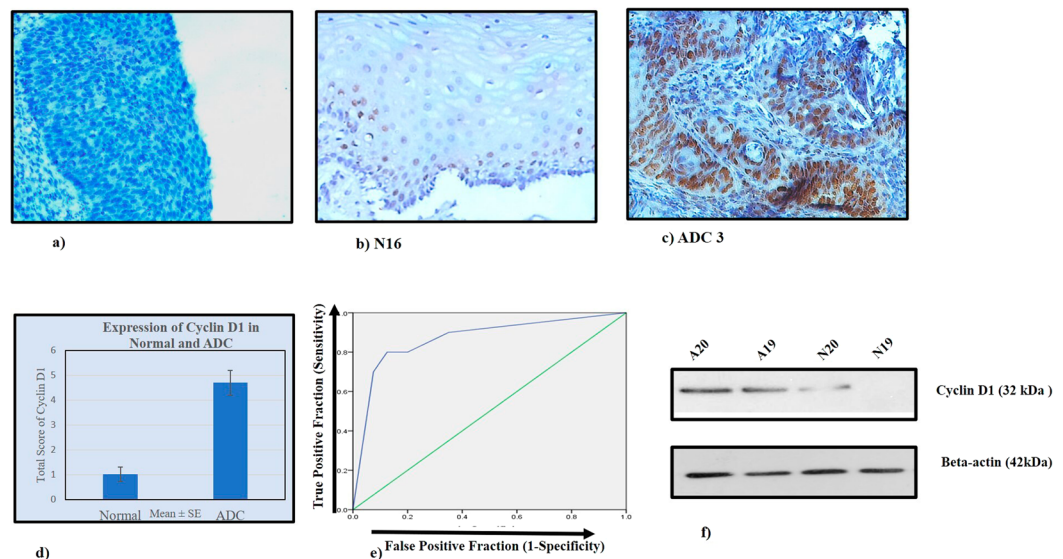 a)
b) N16
c) ADC 3
Expression of Cyclin D1 in
Normal and ADC
Total Score of Cyclin D1
6
5
4
3
2
1
0
Normal
Mean ± SE
ADC
d)
True Positive Fraction (Sensitivity)
.0
0.8
0.6
0.4
0.2
0.0
0.0
0.2
0.4
0.6
0.8
1.0
False Positive Fraction (1-Specificity)
e)
A20
A19
N20
N19
Cyclin D1 (32 kDa )
Beta-actin (42kDa)
f)